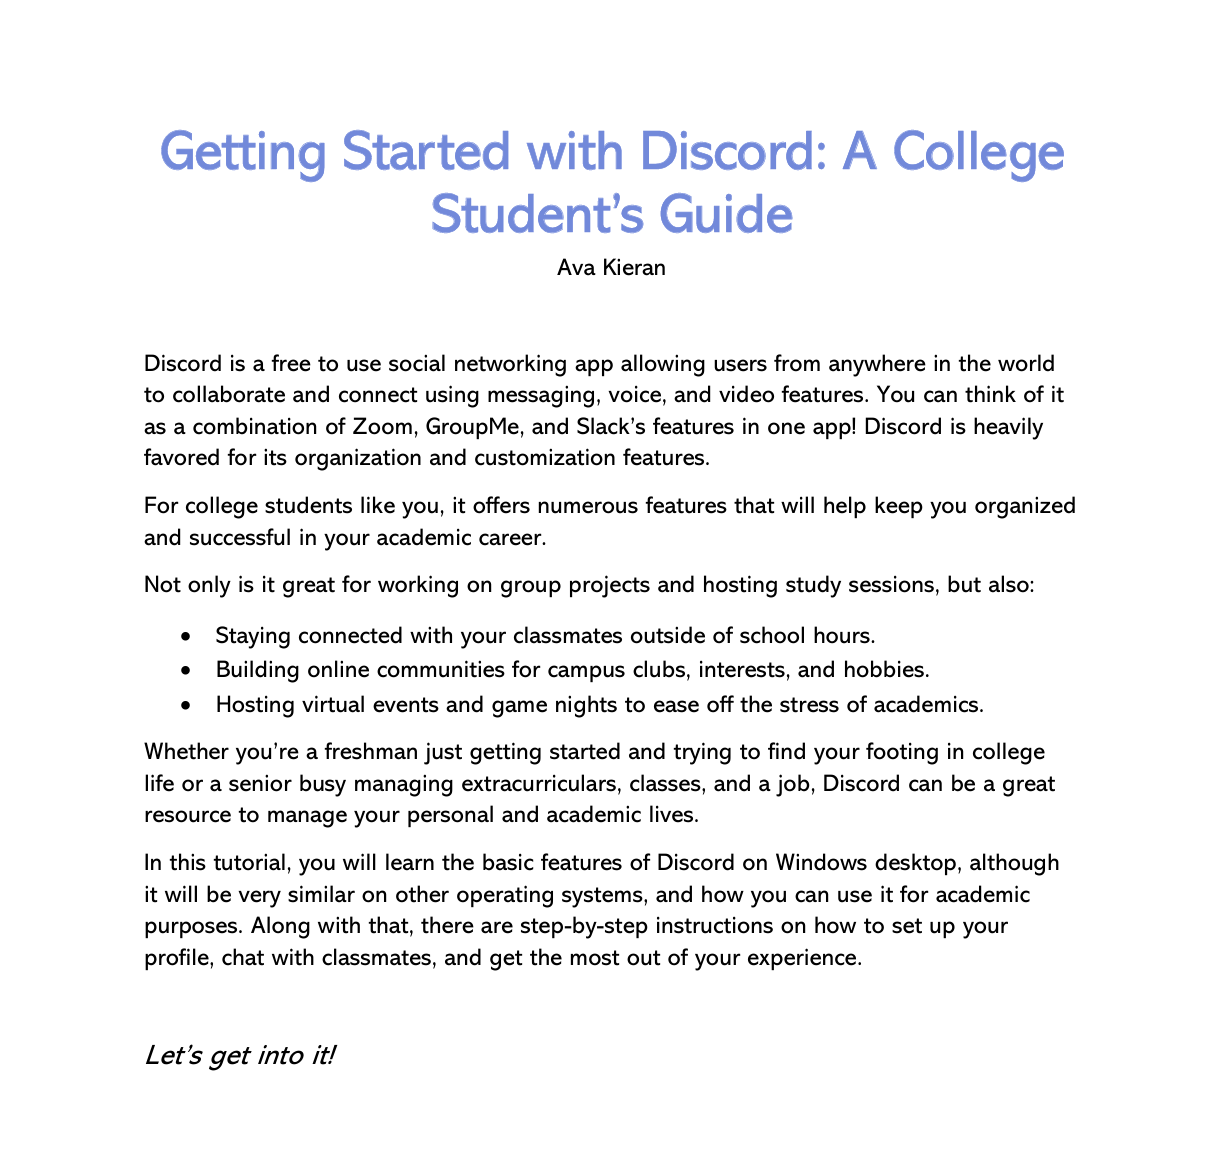 Getting Started with Discord: A College
Student’s Guide
Ava Kieran
Discord is a free to use social networking app allowing users from anywhere in the world
to collaborate and connect using messaging, voice, and video features. You can think of it
as a combination of Zoom, GroupMe, and Slack’s features in one app! Discord is heavily
favored for its organization and customization features.
For college students like you, it offers numerous features that will help keep you organized
and successful in your academic career.
Not only is it great for working on group projects and hosting study sessions, but also:
• Staying connected with your classmates outside of school hours.
• Building online communities for campus clubs, interests, and hobbies.
• Hosting virtual events and game nights to ease off the stress of academics.
Whether you’re a freshman just getting started and trying to find your footing in college
life or a senior busy managing extracurriculars, classes, and a job, Discord can be a great
resource to manage your personal and academic lives.
In this tutorial, you will learn the basic features of Discord on Windows desktop, although
it will be very similar on other operating systems, and how you can use it for academic
purposes. Along with that, there are step-by-step instructions on how to set up your
profile, chat with classmates, and get the most out of your experience.
Let’s get into it!